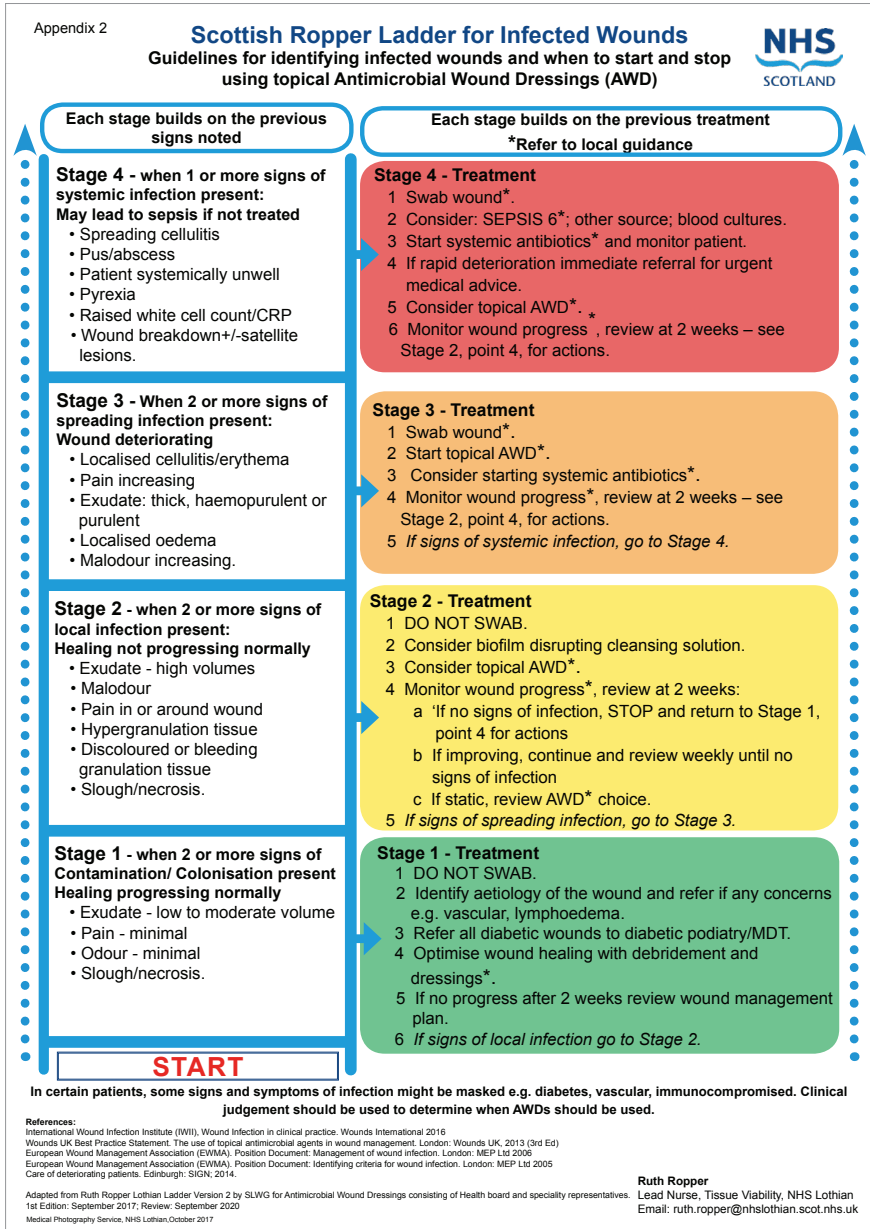 Appendix 2
Scottish Ropper Ladder for Infected Wounds
Guidelines for identifying infected wounds and when to start and stop
using topical Antimicrobial Wound Dressings (AWD)
NHS
SCOTLAND
Each stage builds on the previous
signs noted
Each stage builds on the previous treatment
*Refer to local guidance
Stage 4 - when 1 or more signs of
systemic infection present:
May lead to sepsis if not treated
• Spreading cellulitis
• Pus/abscess
• Patient systemically unwell
• Pyrexia
• Raised white cell count/CRP
• Wound breakdown+/-satellite
lesions.
Stage 4 - Treatment
1 Swab wound*.
2 Consider: SEPSIS 6*; other source; blood cultures.
3 Start systemic antibiotics* and monitor patient.
4 If rapid deterioration immediate referral for urgent
medical advice.
5 Consider topical AWD*.
6 Monitor wound progress*, review at 2 weeks – see
Stage 2, point 4, for actions.
Stage 3 - When 2 or more signs of
spreading infection present:
Wound deteriorating
• Localised cellulitis/erythema
• Pain increasing
• Exudate: thick, haemopurulent or
purulent
• Localised oedema
• Malodour increasing.
Stage 3 - Treatment
1 Swab wound*.
2 Start topical AWD*.
3 Consider starting systemic antibiotics*.
4 Monitor wound progress*, review at 2 weeks – see
Stage 2, point 4, for actions.
5 If signs of systemic infection, go to Stage 4.
Stage 2 - when 2 or more signs of
local infection present:
Healing not progressing normally
• Exudate - high volumes
• Malodour
• Pain in or around wound
• Hypergranulation tissue
• Discoloured or bleeding
granulation tissue
• Slough/necrosis.
Stage 2 - Treatment
1 DO NOT SWAB.
2 Consider biofilm disrupting cleansing solution.
3 Consider topical AWD*.
4 Monitor wound progress*, review at 2 weeks:
a 'If no signs of infection, STOP and return to Stage 1,
point 4 for actions
b If improving, continue and review weekly until no
signs of infection
c If static, review AWD* choice.
5 If signs of spreading infection, go to Stage 3.
Stage 1 - when 2 or more signs of
Contamination/ Colonisation present
Healing progressing normally
• Exudate - low to moderate volume
• Pain - minimal
• Odour - minimal
• Slough/necrosis.
Stage 1 - Treatment
1 DO NOT SWAB.
2 Identify aetiology of the wound and refer if any concerns
e.g. vascular, lymphoedema.
3 Refer all diabetic wounds to diabetic podiatry/MDT.
4 Optimise wound healing with debridement and
dressings*.
5 If no progress after 2 weeks review wound management
plan.
6 If signs of local infection go to Stage 2.
START
In certain patients, some signs and symptoms of infection might be masked e.g. diabetes, vascular, immunocompromised. Clinical
judgement should be used to determine when AWDs should be used.
References:
International Wound Infection Institute (IWII), Wound Infection in clinical practice. Wounds International 2016
Wounds UK Best Practice Statement. The use of topical antimicrobial agents in wound management. London: Wounds UK, 2013 (3rd Ed)
European Wound Management Association (EWMA). Position Document: Management of wound infection. London: MEP Ltd 2006
European Wound Management Association (EWMA). Position Document: Identifying criteria for wound infection. London: MEP Ltd 2005
Care of deteriorating patients. Edinburgh: SIGN; 2014.
Adapted from Ruth Ropper Lothian Ladder Version 2 by SLWG for Antimicrobial Wound Dressings consisting of Health board and speciality representatives.
1st Edition: September 2017; Review: September 2020
Medical Photography Service, NHS Lothian,October 2017
Ruth Ropper
Lead Nurse, Tissue Viability, NHS Lothian
Email: ruth.ropper@nhslothian.scot.nhs.uk